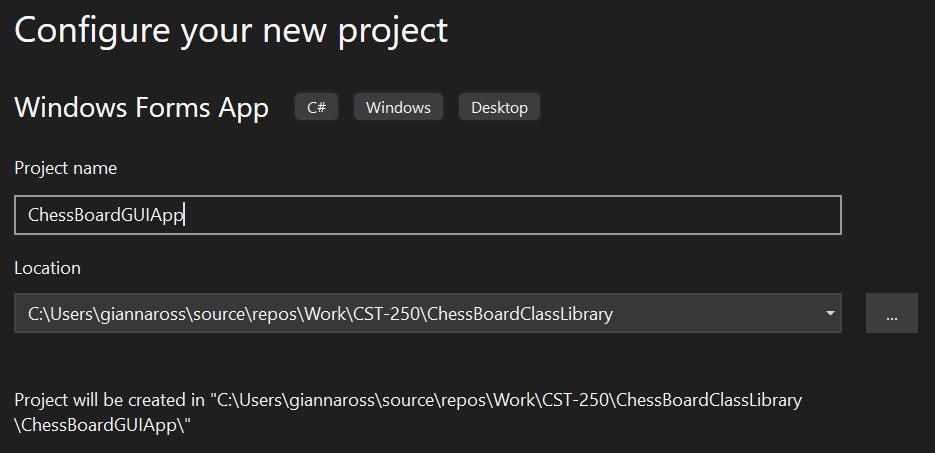 Configure your new project
Windows Forms App C# Windows Desktop
Project name
ChessBoardGUIApp
Location
C:\Users\giannaross\source\repos\Work\CST-250\ChessBoardClassLibrary ...
Project will be created in "C:\Users\giannaross\source\repos\Work\CST-250\ChessBoardClassLibrary
\ChessBoardGUIApp\"